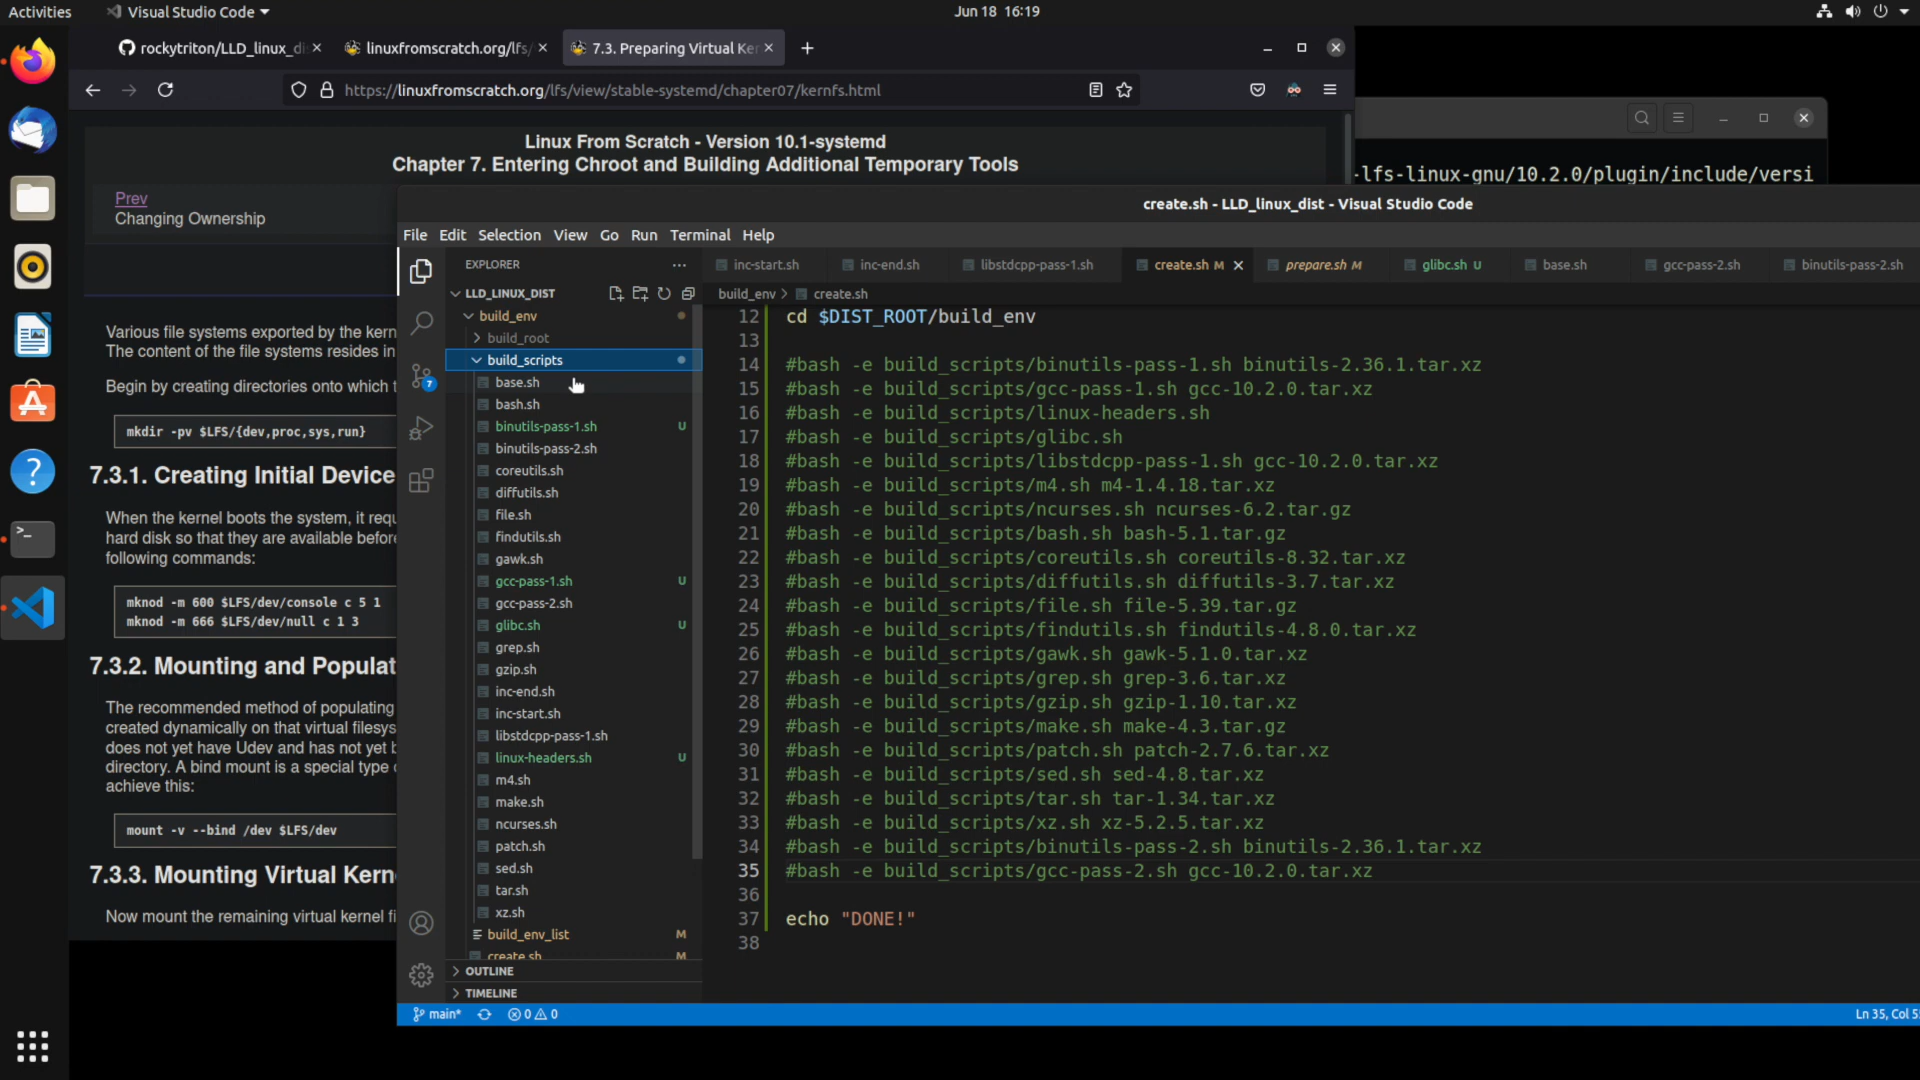 Activities
Visual Studio Code
Jun 18 16:19
rockytriton/LLD_linux_di
linuxfromscratch.org/lfs/
7.3. Preparing Virtual Ker
https://linuxfromscratch.org/lfs/view/stable-systemd/chapter07/kernfs.html
Linux From Scratch - Version 10.1-systemd
Chapter 7. Entering Chroot and Building Additional Temporary Tools
Prev
Changing Ownership
Various file systems exported by the kern
The content of the file systems resides in
Begin by creating directories onto which t
mkdir -pv $LFS/{dev,proc,sys,run}
7.3.1. Creating Initial Device
When the kernel boots the system, it requ
hard disk so that they are available before
following commands:
mknod -m 600 $LFS/dev/console c 5 1
mknod -m 666 $LFS/dev/null c 1 3
7.3.2. Mounting and Populat
The recommended method of populating
created dynamically on that virtual filesys
does not yet have Udev and has not yet b
directory. A bind mount is a special type
achieve this:
mount -v --bind /dev $LFS/dev
7.3.3. Mounting Virtual Kern
Now mount the remaining virtual kernel fi
-lfs-linux-gnu/10.2.0/plugin/include/versi
create.sh - LLD_linux_dist - Visual Studio Code
File Edit Selection View Go Run Terminal Help
EXPLORER
LLD_LINUX_DIST
build_env
build_root
build_scripts
base.sh
bash.sh
binutils-pass-1.sh U
binutils-pass-2.sh
coreutils.sh
diffutils.sh
file.sh
findutils.sh
gawk.sh
gcc-pass-1.sh U
gcc-pass-2.sh
glibc.sh U
grep.sh
gzip.sh
inc-end.sh
inc-start.sh
libstdcpp-pass-1.sh
linux-headers.sh U
m4.sh
make.sh
ncurses.sh
patch.sh
sed.sh
tar.sh
xz.sh
build_env_list M
create.sh M
OUTLINE
TIMELINE
7
inc-start.sh
inc-end.sh
libstdcpp-pass-1.sh
create.sh M
prepare.sh M
glibc.sh U
base.sh
gcc-pass-2.sh
binutils-pass-2.sh
build_env > create.sh
12 cd $DIST_ROOT/build_env
13
14 #bash -e build_scripts/binutils-pass-1.sh binutils-2.36.1.tar.xz
15 #bash -e build_scripts/gcc-pass-1.sh gcc-10.2.0.tar.xz
16 #bash -e build_scripts/linux-headers.sh
17 #bash -e build_scripts/glibc.sh
18 #bash -e build_scripts/libstdcpp-pass-1.sh gcc-10.2.0.tar.xz
19 #bash -e build_scripts/m4.sh m4-1.4.18.tar.xz
20 #bash -e build_scripts/ncurses.sh ncurses-6.2.tar.gz
21 #bash -e build_scripts/bash.sh bash-5.1.tar.gz
22 #bash -e build_scripts/coreutils.sh coreutils-8.32.tar.xz
23 #bash -e build_scripts/diffutils.sh diffutils-3.7.tar.xz
24 #bash -e build_scripts/file.sh file-5.39.tar.gz
25 #bash -e build_scripts/findutils.sh findutils-4.8.0.tar.xz
26 #bash -e build_scripts/gawk.sh gawk-5.1.0.tar.xz
27 #bash -e build_scripts/grep.sh grep-3.6.tar.xz
28 #bash -e build_scripts/gzip.sh gzip-1.10.tar.xz
29 #bash -e build_scripts/make.sh make-4.3.tar.gz
30 #bash -e build_scripts/patch.sh patch-2.7.6.tar.xz
31 #bash -e build_scripts/sed.sh sed-4.8.tar.xz
32 #bash -e build_scripts/tar.sh tar-1.34.tar.xz
33 #bash -e build_scripts/xz.sh xz-5.2.5.tar.xz
34 #bash -e build_scripts/binutils-pass-2.sh binutils-2.36.1.tar.xz
35 #bash -e build_scripts/gcc-pass-2.sh gcc-10.2.0.tar.xz
36
37 echo "DONE!"
38
main* 0 0
Ln 35, Col 5